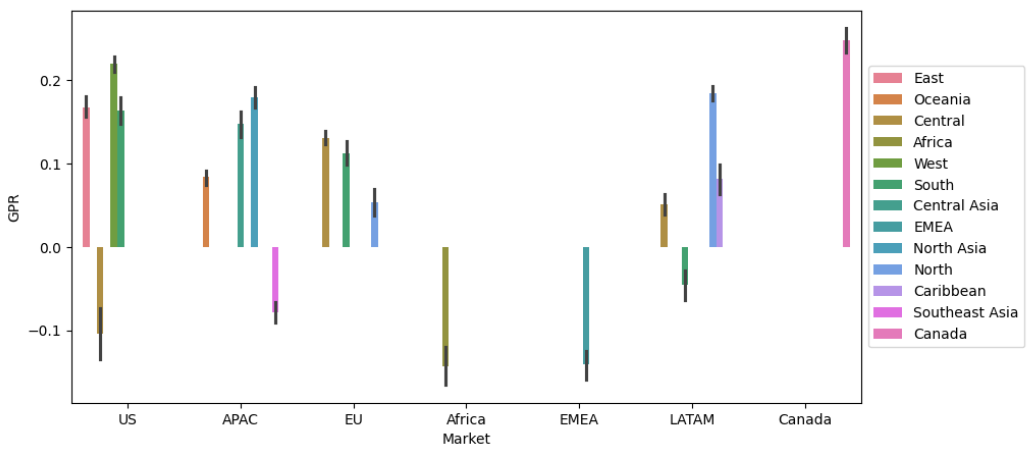 GPR
0.2
0.1
0.0
−0.1
US APAC EU Africa EMEA LATAM Canada
Market
East
Oceania
Central
Africa
West
South
Central Asia
EMEA
North Asia
North
Caribbean
Southeast Asia
Canada